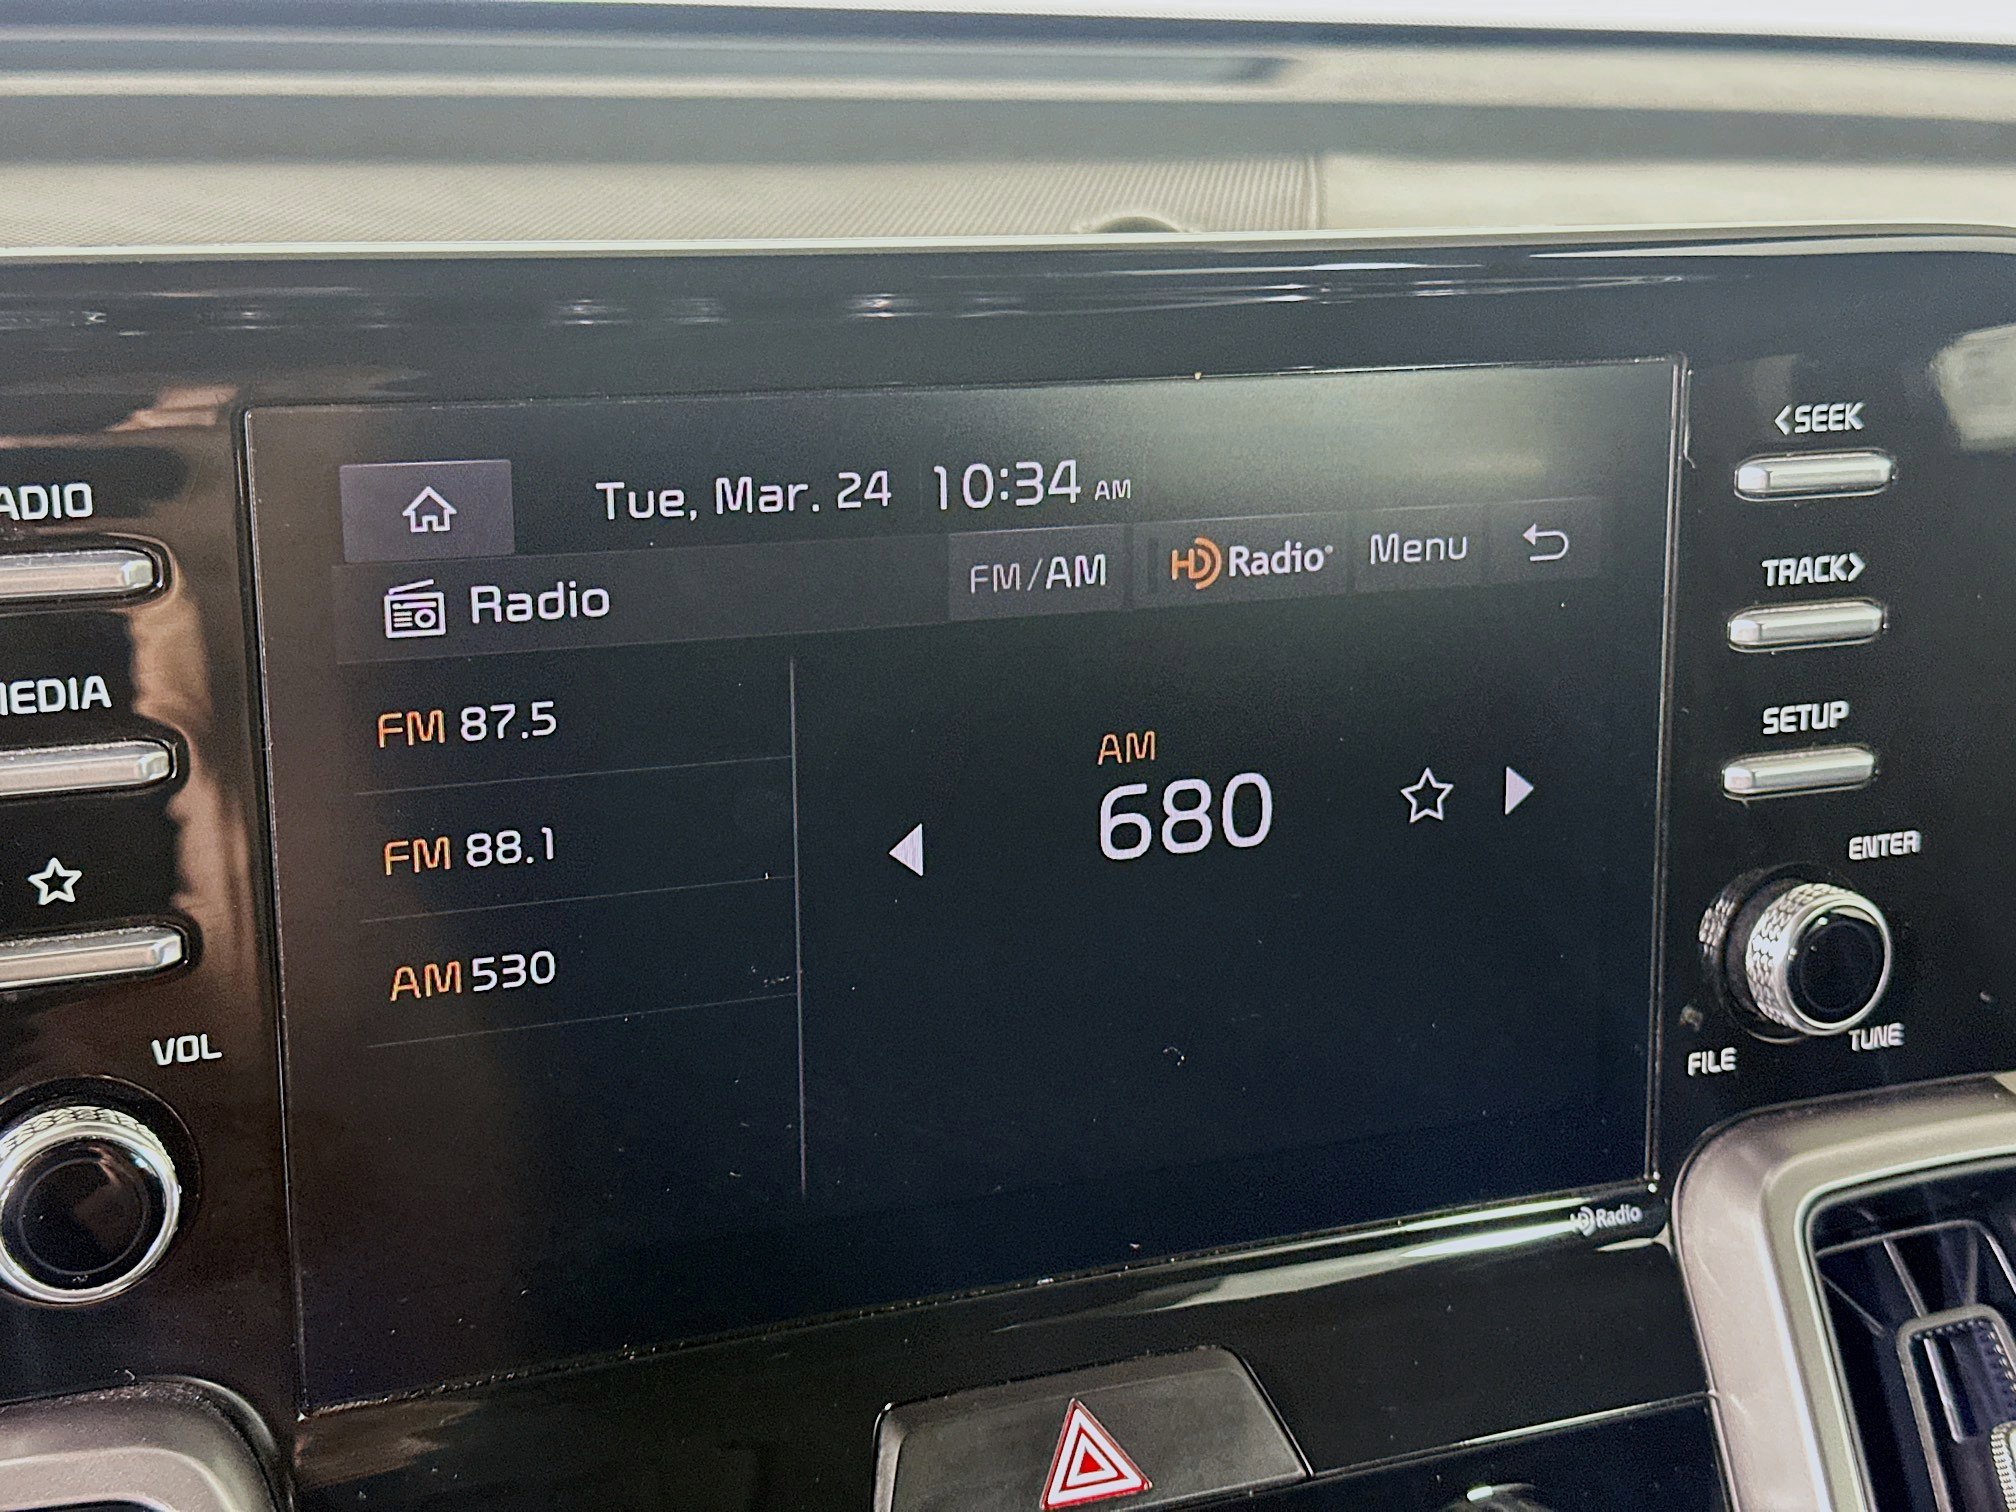 Tue, Mar. 24 10:34 AM
Radio FM/AM HD Radio Menu
FM 87.5
FM 88.1
AM 530
AM
680
HD Radio
ADIO
EDIA
VOL
<SEEK
TRACK>
SETUP
ENTER
FILE
TUNE